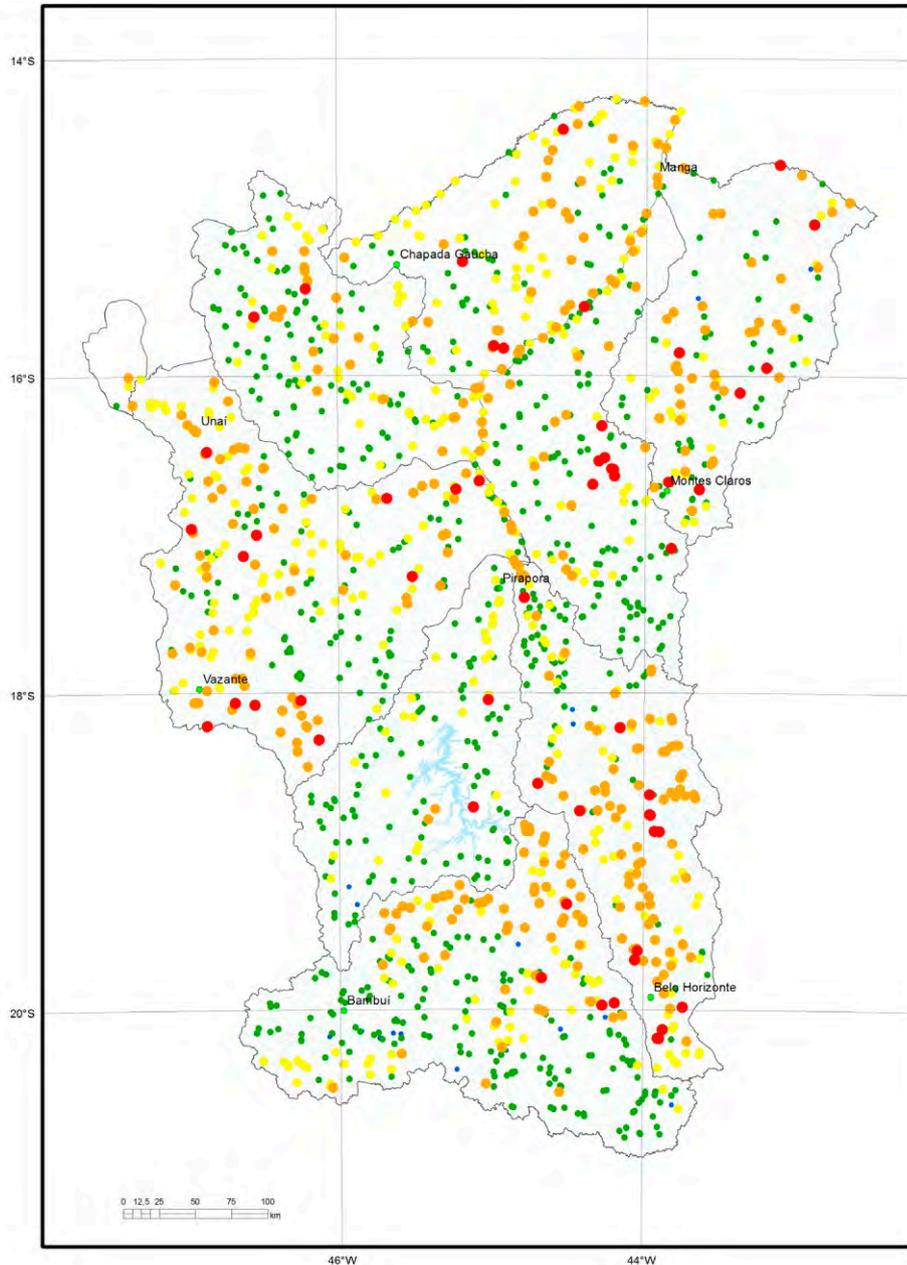 14°S
Manga
Chapada Gaúcha
16°S
Unaí
Montes Claros
Pirapora
Vazante
18°S
Belo Horizonte
Bambuí
20°S
0 12,5 25 50 75 100
km
46°W 44°W